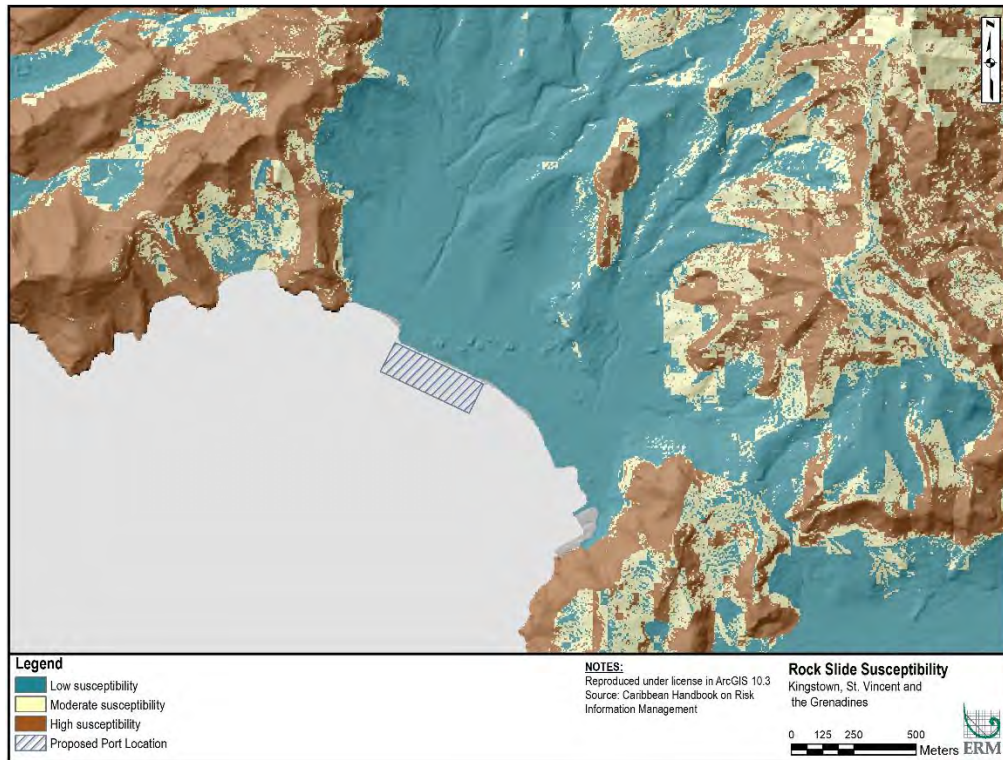 N
Legend
Low susceptibility
Moderate susceptibility
High susceptibility
Proposed Port Location
NOTES:
Reproduced under license in ArcGIS 10.3
Source: Caribbean Handbook on Risk
Information Management
Rock Slide Susceptibility
Kingstown, St. Vincent and
the Grenadines
0 125 250 500
Meters
ERM